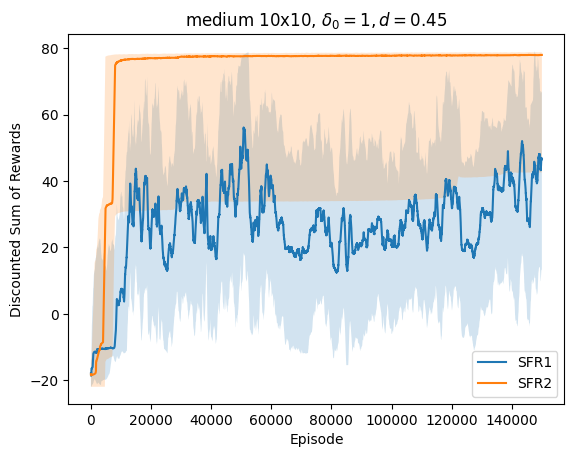 medium 10x10, $\delta_0 = 1, d = 0.45$
Discounted Sum of Rewards
80
60
40
20
0
−20
0 20000 40000 60000 80000 100000 120000 140000
Episode
SFR1
SFR2